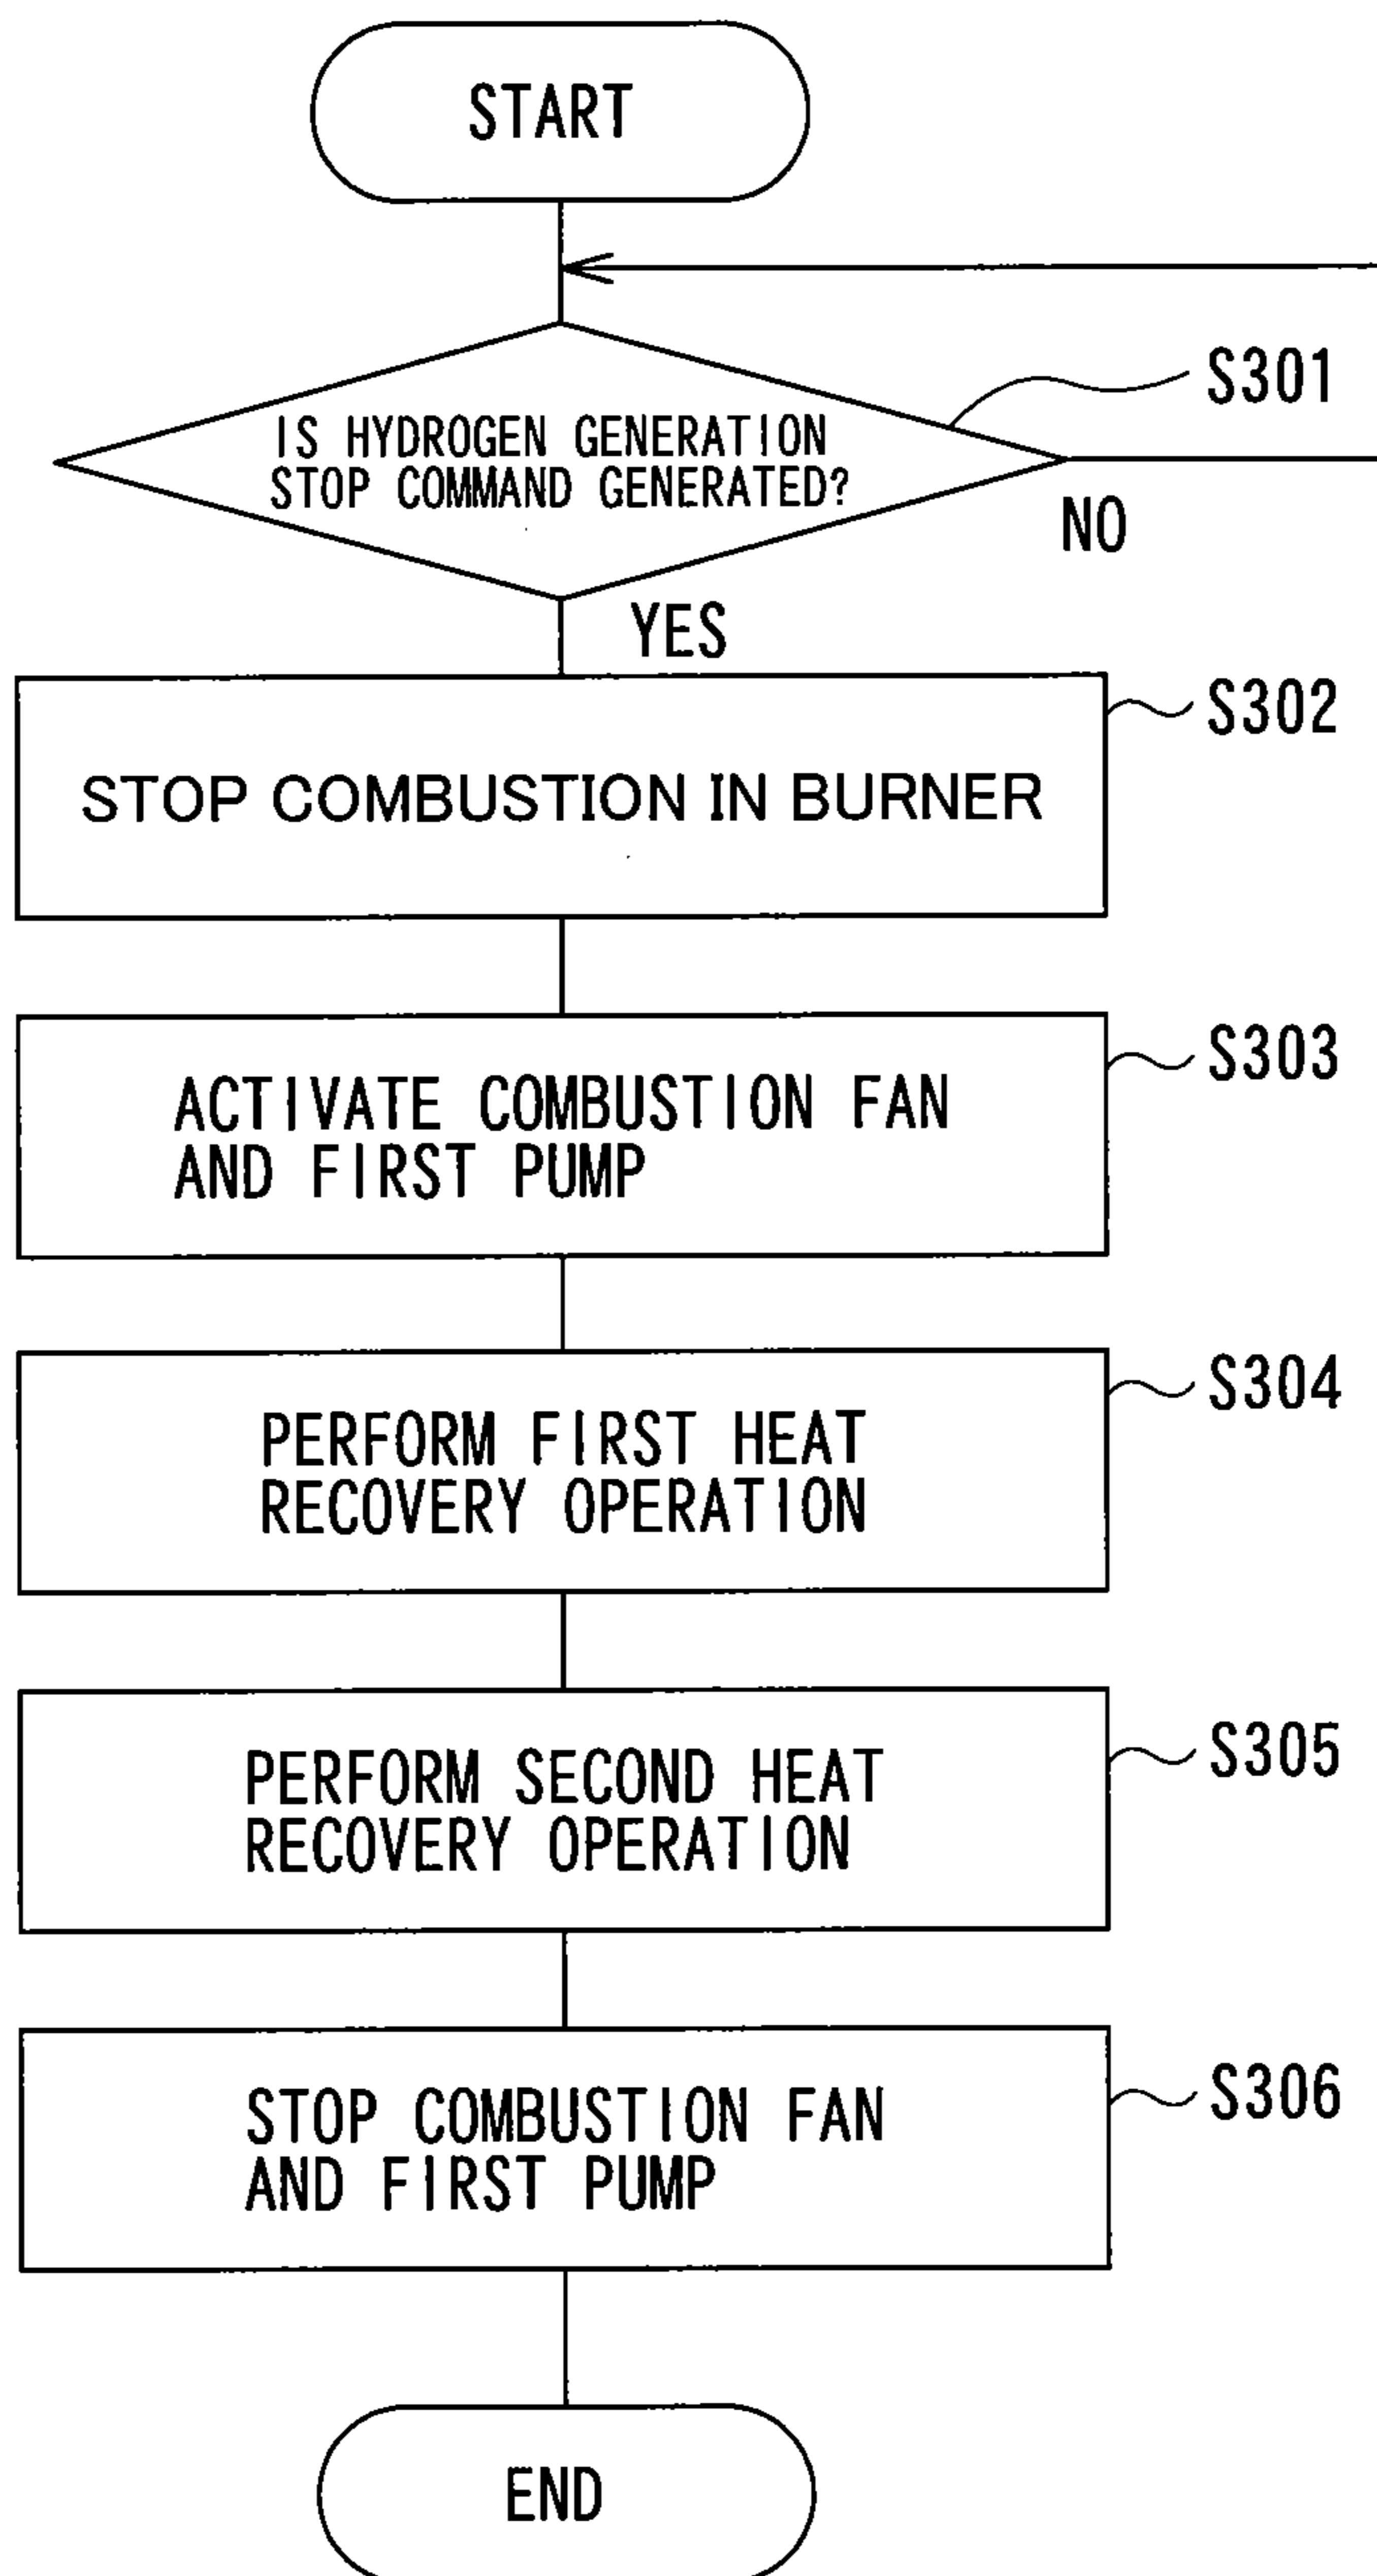 START
IS HYDROGEN GENERATION
STOP COMMAND GENERATED?
S301
NO
YES
S302
STOP COMBUSTION IN BURNER
S303
ACTIVATE COMBUSTION FAN
AND FIRST PUMP
S304
PERFORM FIRST HEAT
RECOVERY OPERATION
S305
PERFORM SECOND HEAT
RECOVERY OPERATION
S306
STOP COMBUSTION FAN
AND FIRST PUMP
END